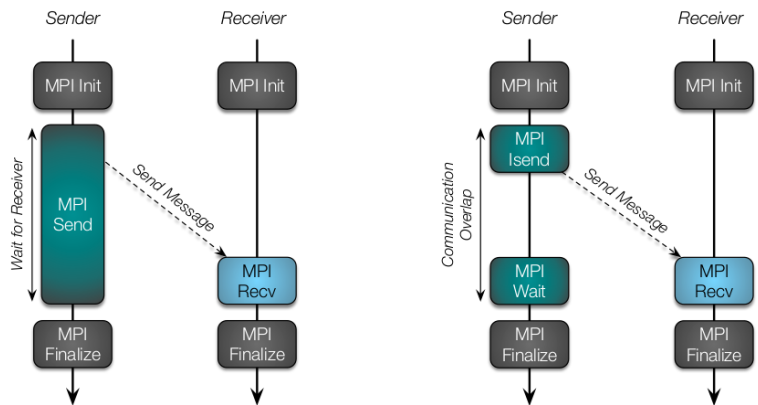 Sender
Receiver
MPI Init
MPI Init
Wait for Receiver
MPI
Send
Send Message
MPI
Recv
MPI
Finalize
MPI
Finalize
Sender
Receiver
MPI Init
MPI Init
Communication
Overlap
MPI
Isend
Send Message
MPI
Wait
MPI
Recv
MPI
Finalize
MPI
Finalize